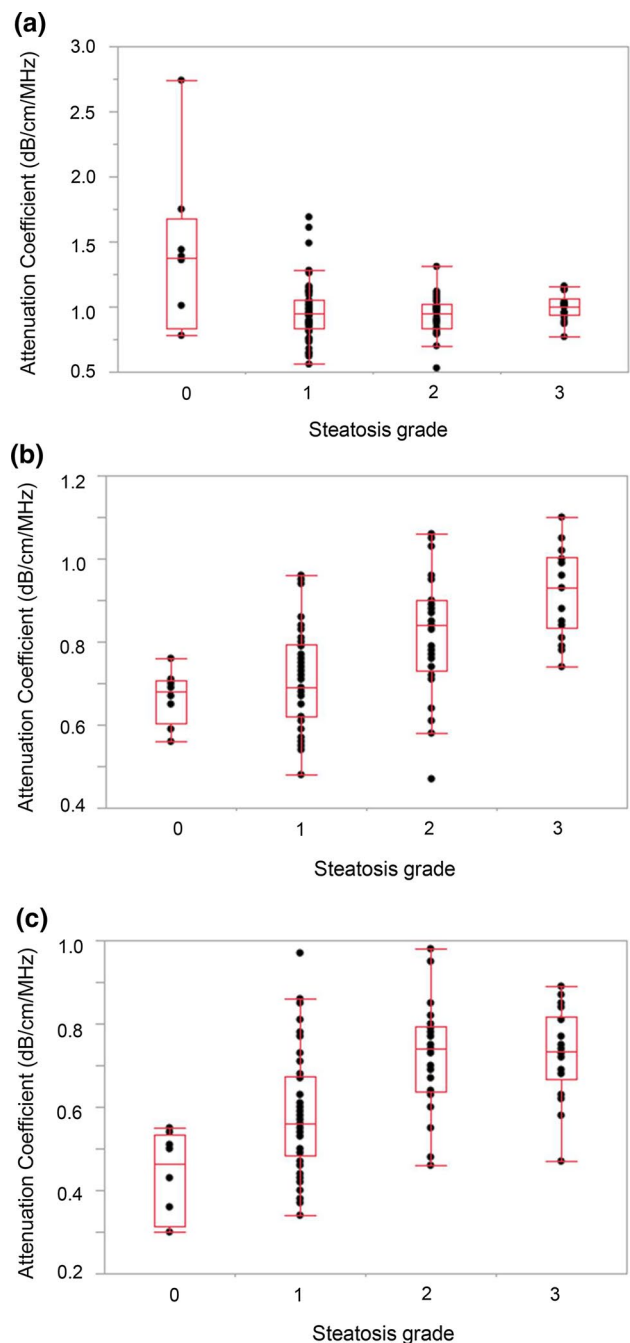 (a)
Attenuation Coefficient (dB/cm/MHz)
3.0
2.5
2.0
1.5
1.0
0.5
0 1 2 3
Steatosis grade
(b)
Attenuation Coefficient (dB/cm/MHz)
1.2
1.0
0.8
0.6
0.4
0 1 2 3
Steatosis grade
(c)
Attenuation Coefficient (dB/cm/MHz)
1.0
0.8
0.6
0.4
0.2
0 1 2 3
Steatosis grade